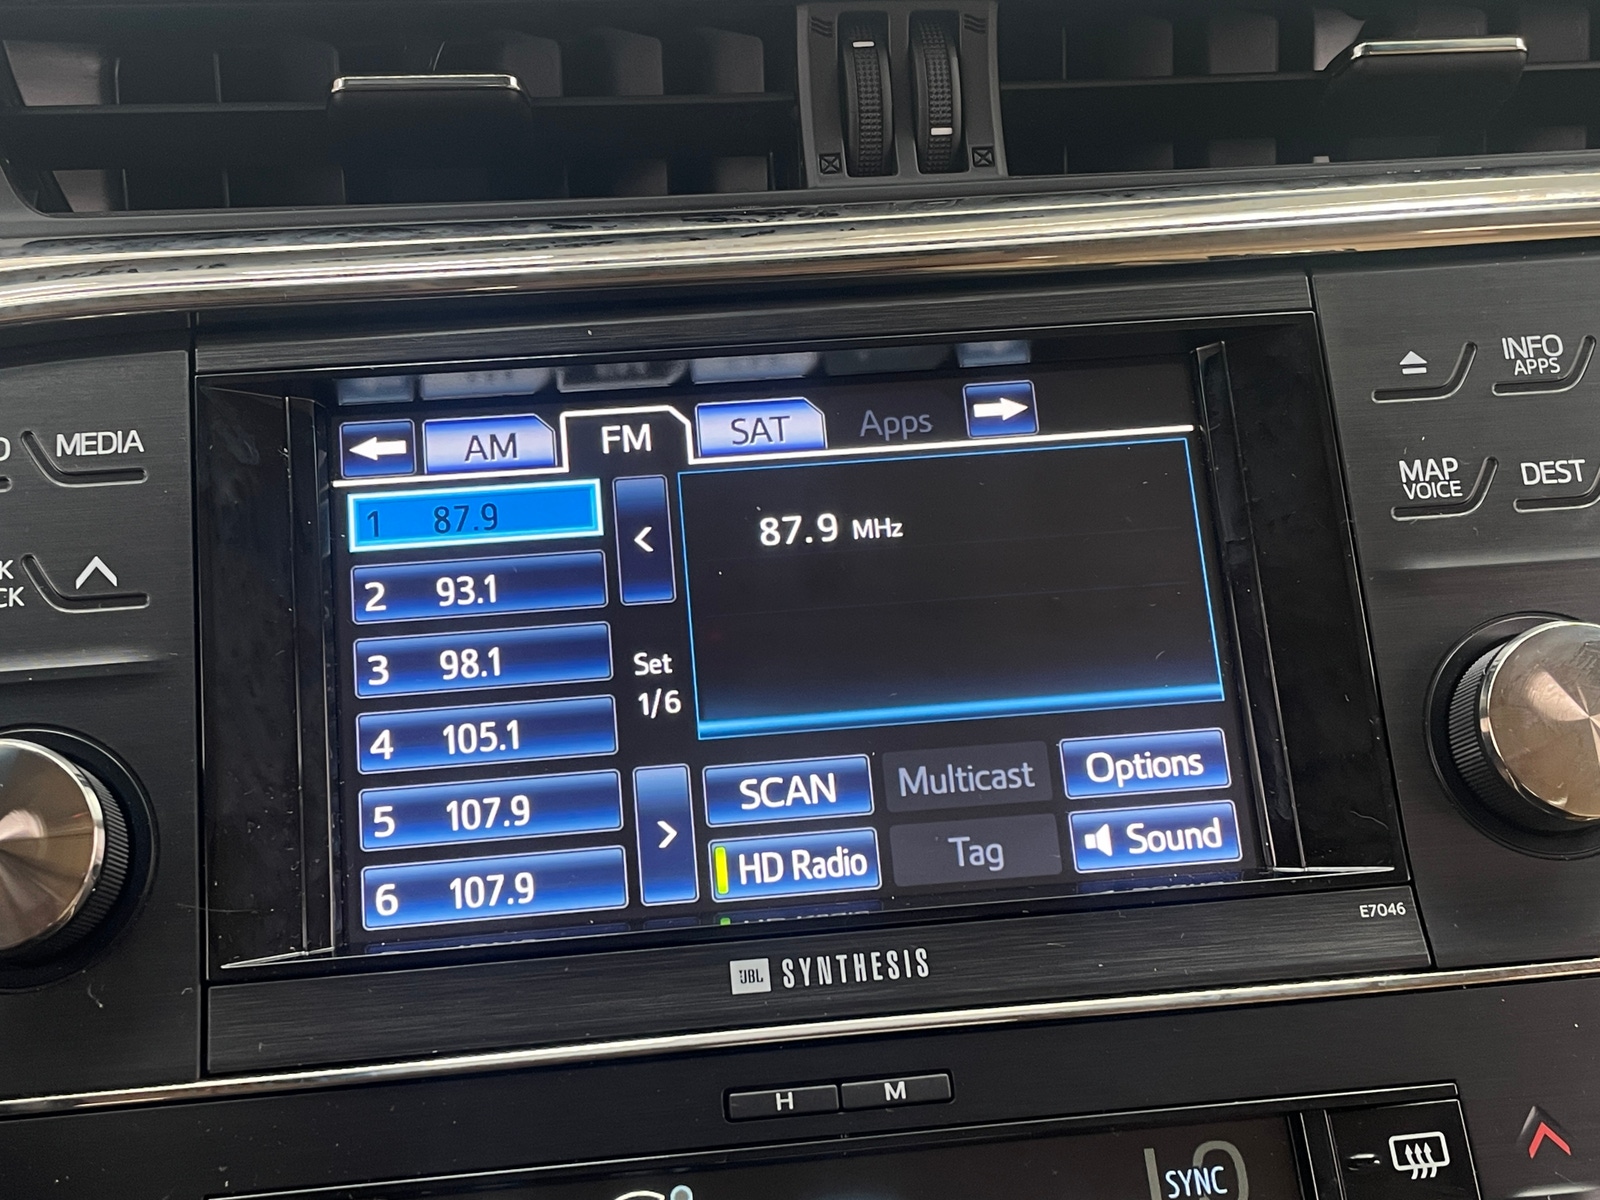 INFO
APPS
MEDIA
MAP
VOICE
DEST
AM
FM
SAT
Apps
1 87.9
2 93.1
3 98.1
4 105.1
5 107.9
6 107.9
Set
1/6
87.9 MHz
SCAN
Multicast
Options
HD Radio
Tag
Sound
E7046
JBL SYNTHESIS
H
M
SYNC